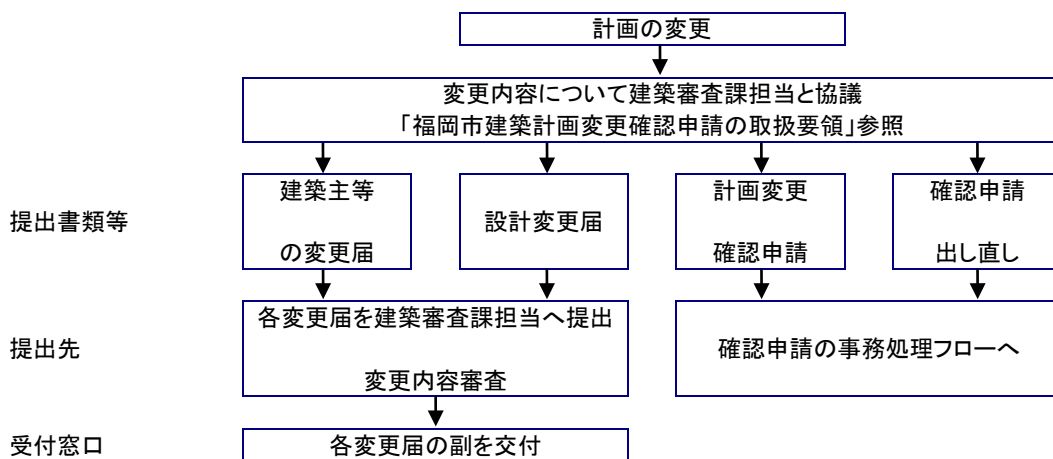 計画の変更
変更内容について建築審査課担当と協議
「福岡市建築計画変更確認申請の取扱要領」参照
提出書類等
建築主等
の変更届
設計変更届
計画変更
確認申請
確認申請
出し直し
提出先
各変更届を建築審査課担当へ提出
変更内容審査
確認申請の事務処理フローへ
受付窓口
各変更届の副を交付